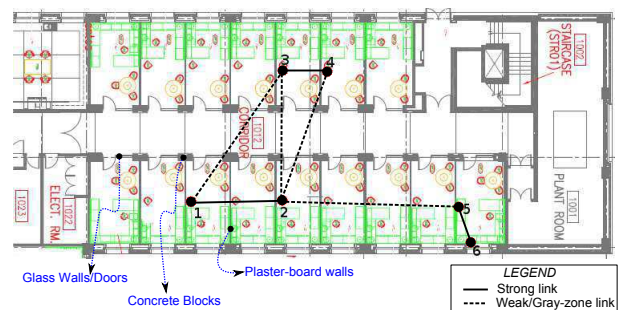 STAIRCASE
(STR01)
1002
3
4
CORRIDOR
1012
1023
ELECT. RM.
1022
1
2
5
6
PLANT ROOM
11001
Glass Walls/Doors
Concrete Blocks
Plaster-board walls
LEGEND
Strong link
Weak/Gray-zone link